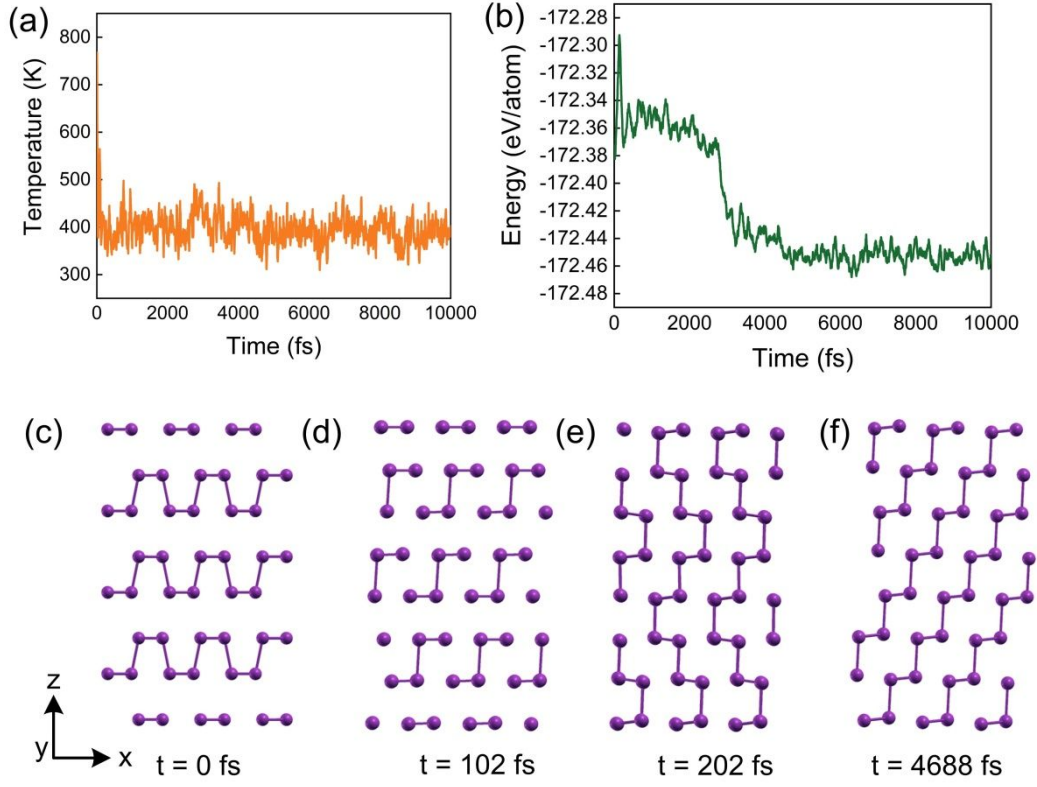 (a)
800
700
600
500
400
300
Temperature (K)
0 2000 4000 6000 8000 10000
Time (fs)
(b)
-172.28
-172.30
-172.32
-172.34
-172.36
-172.38
-172.40
-172.42
-172.44
-172.46
-172.48
Energy (eV/atom)
0 2000 4000 6000 8000 10000
Time (fs)
(c) (d) (e) (f)
z
y x
t = 0 fs t = 102 fs t = 202 fs t = 4688 fs